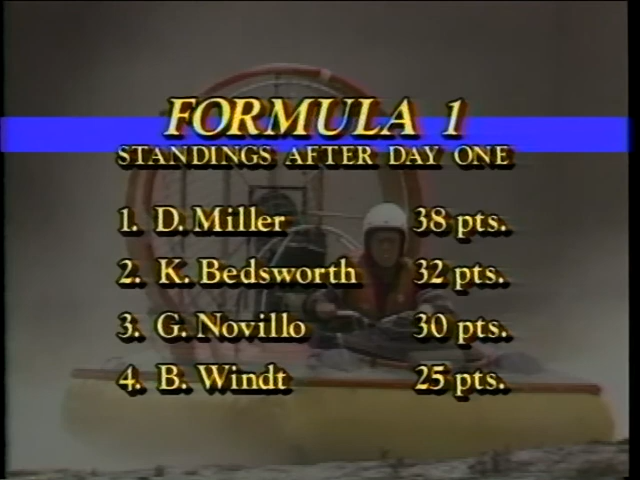 FORMULA 1
STANDINGS AFTER DAY ONE
1. D. Miller 38 pts.
2. K. Bedsworth 32 pts.
3. G. Novillo 30 pts.
4. B. Windt 25 pts.